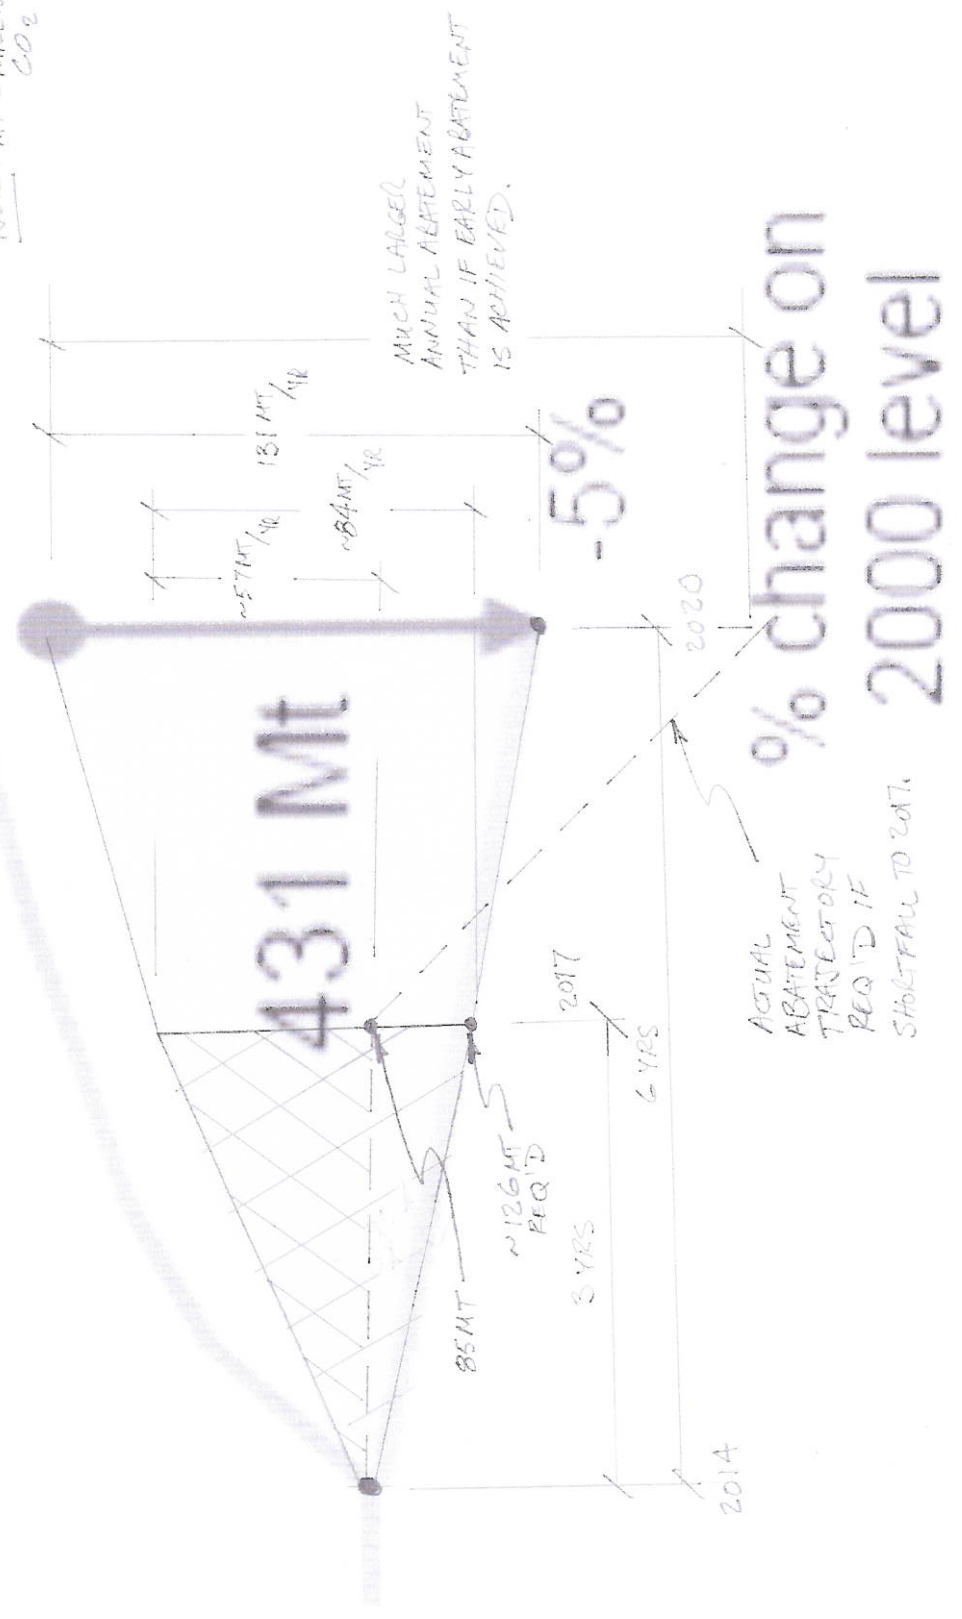 CO2
MUCH LARGER
ANNUAL ABATEMENT
THAN IF EARLY ABATEMENT
IS ACHIEVED.
131 MT/YR
~84MT/YR
~57MT/YR
431 Mt
-5%
% change on
2000 level
2020
2017
2014
6 YRS
3 YRS
~126MT
REQ'D
85MT
ACTUAL
ABATEMENT
TRAJECTORY
REQ'D IF
SHORTFALL TO 2017.